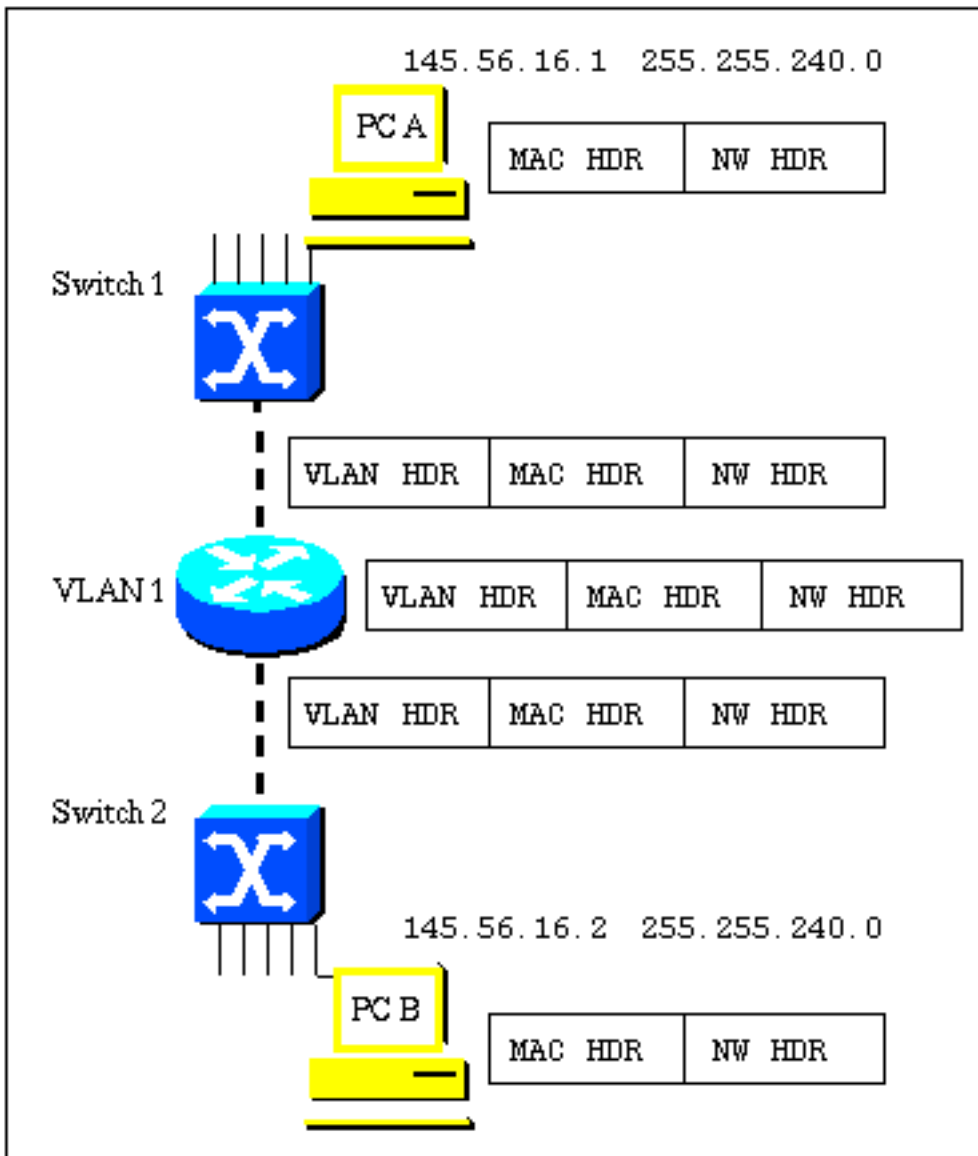 145.56.16.1 255.255.240.0
PC A
MAC HDR NW HDR
Switch 1
VLAN HDR MAC HDR NW HDR
VLAN 1
VLAN HDR MAC HDR NW HDR
VLAN HDR MAC HDR NW HDR
Switch 2
145.56.16.2 255.255.240.0
PC B
MAC HDR NW HDR